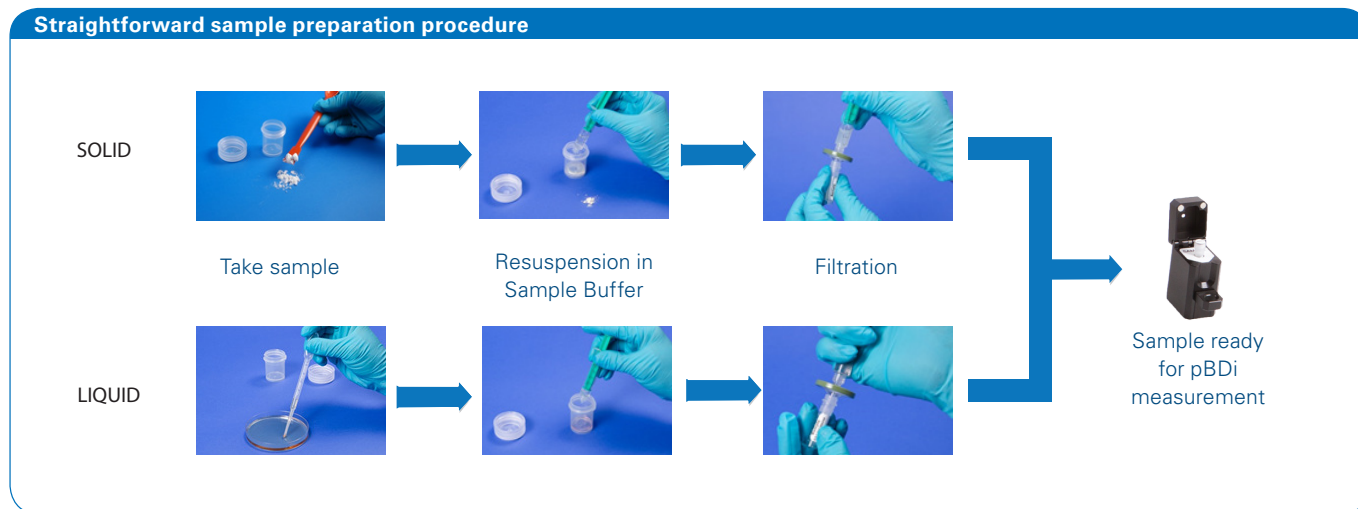 Straightforward sample preparation procedure
SOLID
Take sample
Resuspension in
Sample Buffer
Filtration
LIQUID
Sample ready
for pBDi
measurement